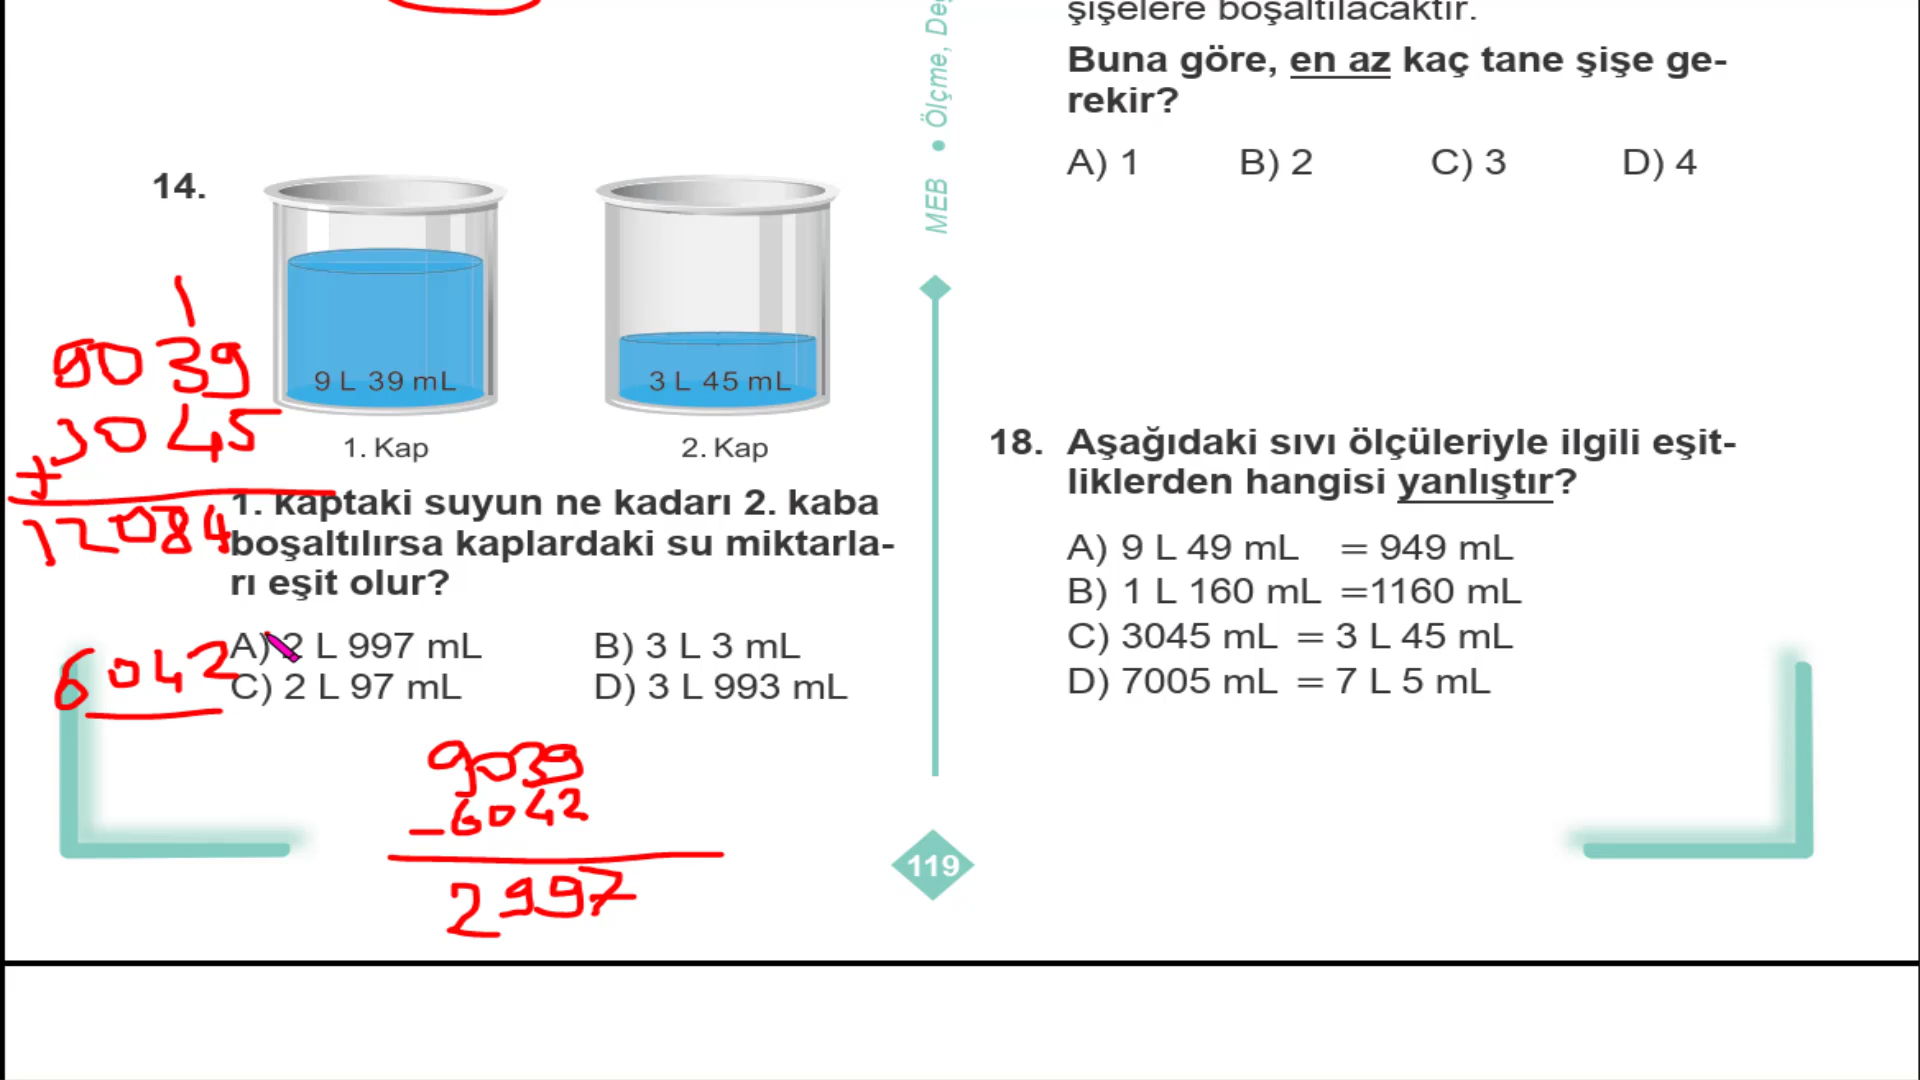 14.
9 L 39 mL
3 L 45 mL
1. Kap
2. Kap
1
9039
3045
+
12084
1. kaptaki suyun ne kadarı 2. kaba
boşaltılırsa kaplardaki su miktarla-
rı eşit olur?
6042
A) 2 L 997 mL
B) 3 L 3 mL
C) 2 L 97 mL
D) 3 L 993 mL
9039
- 6042
2997
MEB ● Ölçme, Değ
şişelere boşaltılacaktır.
Buna göre, en az kaç tane şişe ge-
rekir?
A) 1
B) 2
C) 3
D) 4
18. Aşağıdaki sıvı ölçüleriyle ilgili eşit-
liklerden hangisi yanlıştır?
A) 9 L 49 mL = 949 mL
B) 1 L 160 mL =1160 mL
C) 3045 mL = 3 L 45 mL
D) 7005 mL = 7 L 5 mL
119